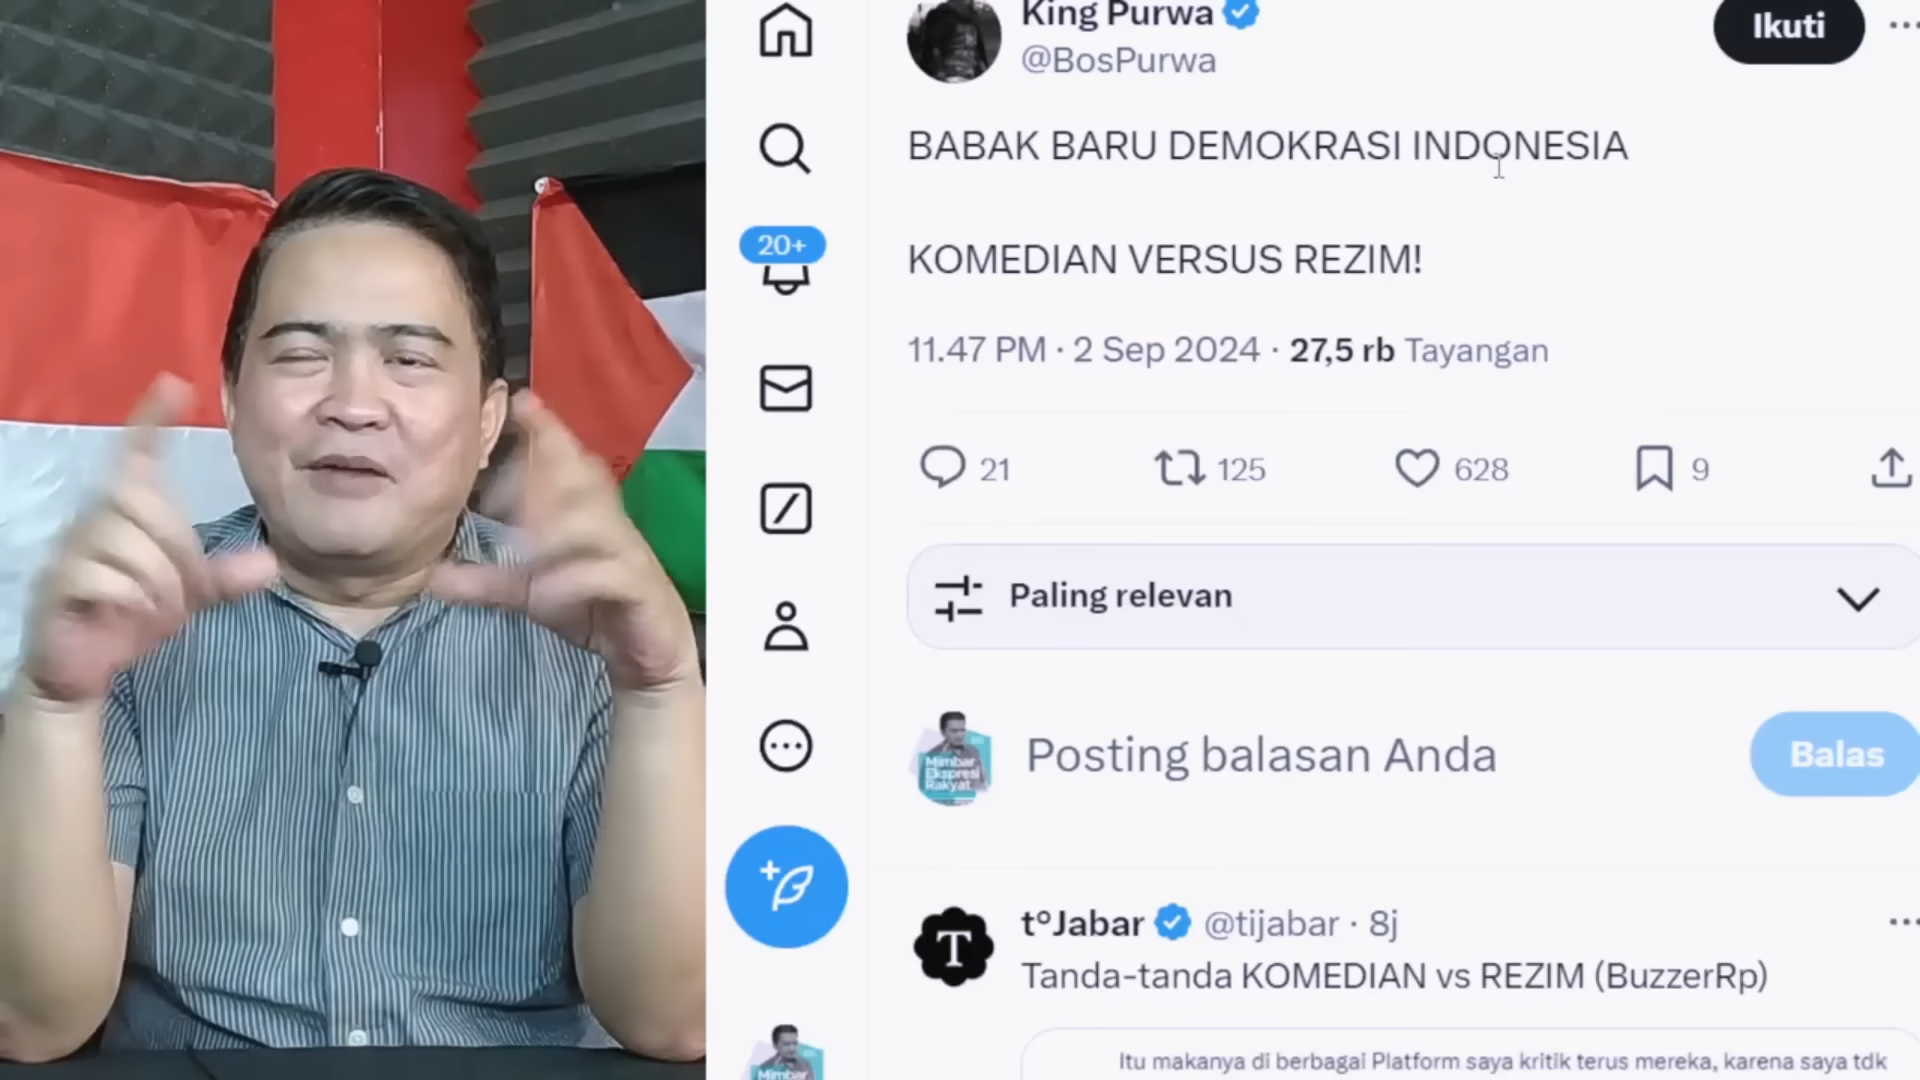 King Purwa
@BosPurwa
Ikuti
BABAK BARU DEMOKRASI INDONESIA
KOMEDIAN VERSUS REZIM!
11.47 PM · 2 Sep 2024 · 27,5 rb Tayangan
20+
21 125 628 9
Paling relevan
Mimbar
Ekspresi
Rakyat
Posting balasan Anda
Balas
T
t°Jabar @tijabar · 8j
Tanda-tanda KOMEDIAN vs REZIM (BuzzerRp)
Itu makanya di berbagai Platform saya kritik terus mereka, karena saya tdk
Mimbar